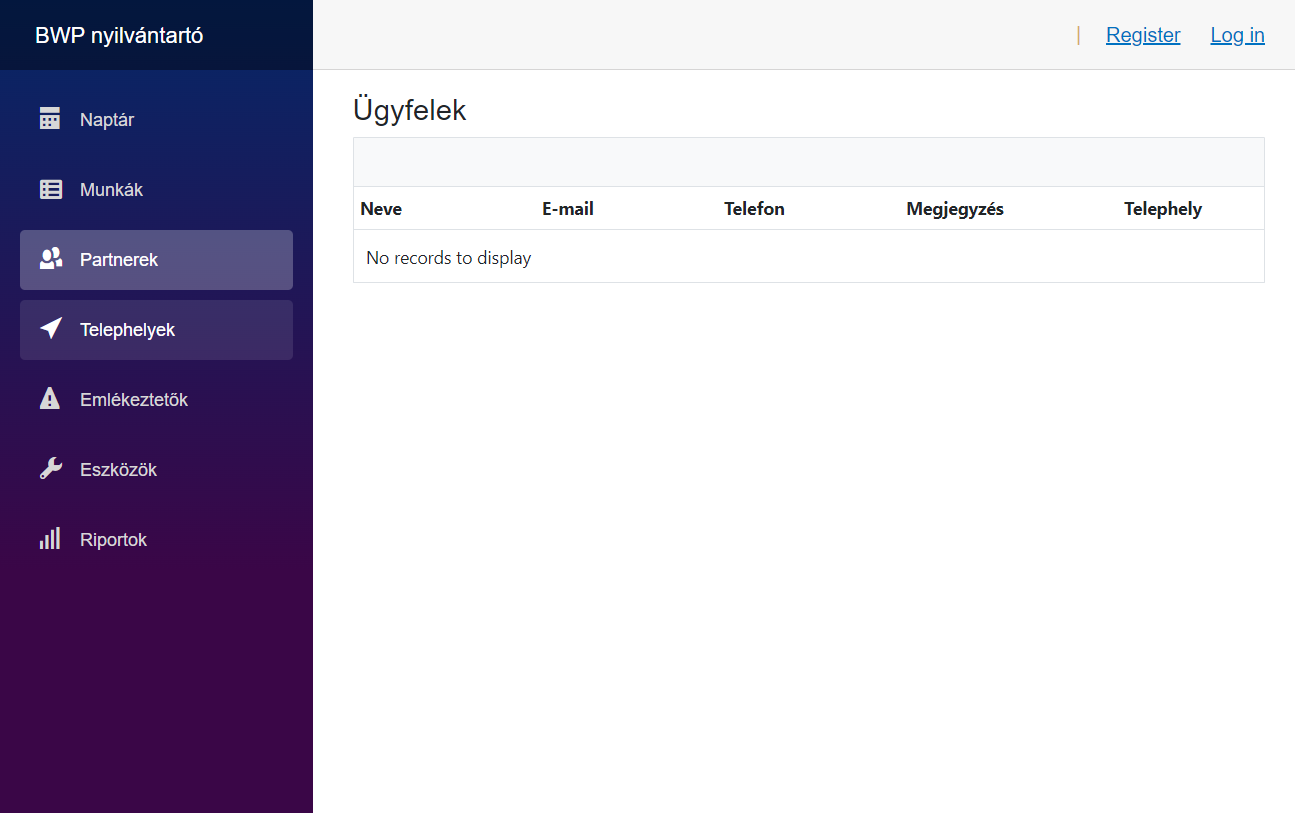 BWP nyilvántartó
| Register Log in
Naptár
Munkák
Partnerek
Telephelyek
Emlékeztetők
Eszközök
Riportok
Ügyfelek
Neve E-mail Telefon Megjegyzés Telephely
No records to display